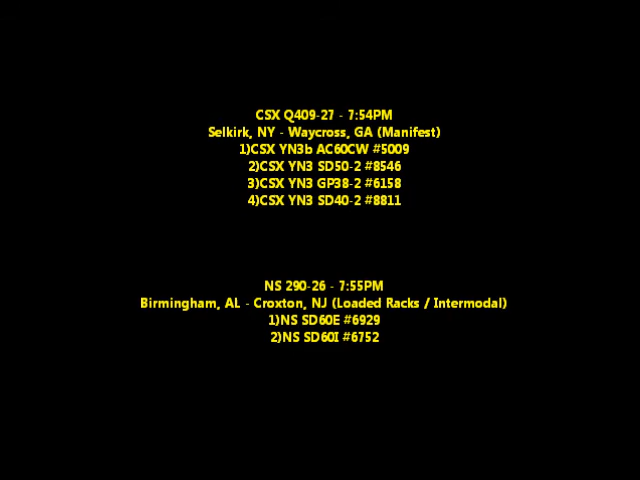 CSX Q409-27 - 7:54PM
Selkirk, NY - Waycross, GA (Manifest)
1)CSX YN3b AC60CW #5009
2)CSX YN3 SD50-2 #8546
3)CSX YN3 GP38-2 #6158
4)CSX YN3 SD40-2 #8811
NS 290-26 - 7:55PM
Birmingham, AL - Croxton, NJ (Loaded Racks / Intermodal)
1)NS SD60E #6929
2)NS SD60I #6752